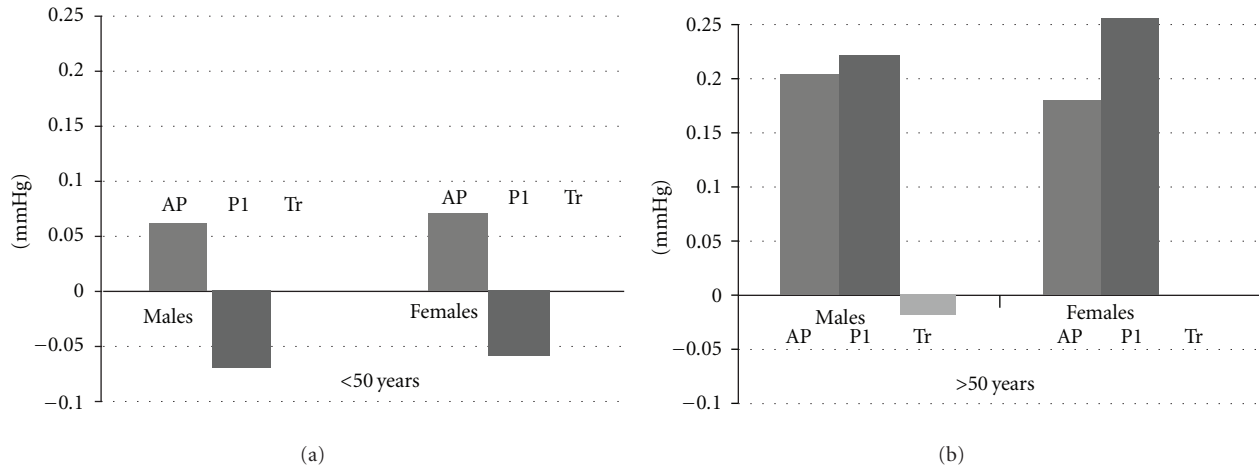 0.25
0.2
0.15
0.1
0.05
0
−0.05
−0.1
(mmHg)
AP P1 Tr
AP P1 Tr
Males
Females
<50 years
(a)
0.25
0.2
0.15
0.1
0.05
0
−0.05
−0.1
(mmHg)
Males
Females
AP P1 Tr
AP P1 Tr
>50 years
(b)